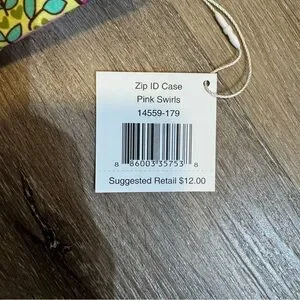 Zip ID Case
Pink Swirls
14559-179
8 86003 35753 8
Suggested Retail $12.00